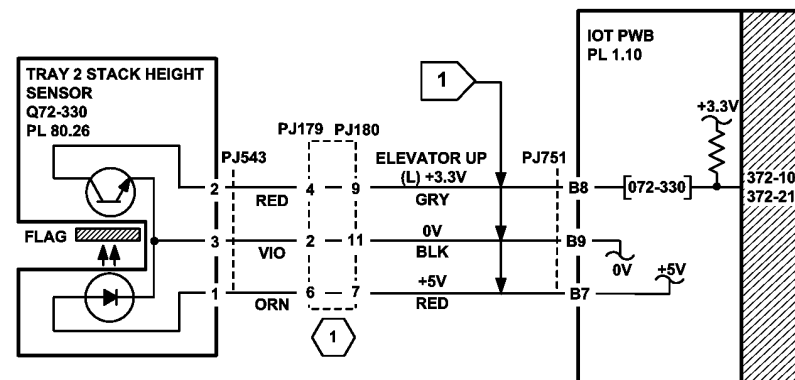 IOT PWB
PL 1.10
TRAY 2 STACK HEIGHT
SENSOR
Q72-330
PL 80.26
1
+3.3V
PJ543
PJ179 PJ180
ELEVATOR UP
(L) +3.3V
PJ751
2
RED
4
9
GRY
B8
[072-330]
372-10
372-21
FLAG
3
VIO
2
11
0V
BLK
B9
0V
+5V
1
ORN
6
7
+5V
RED
B7
1